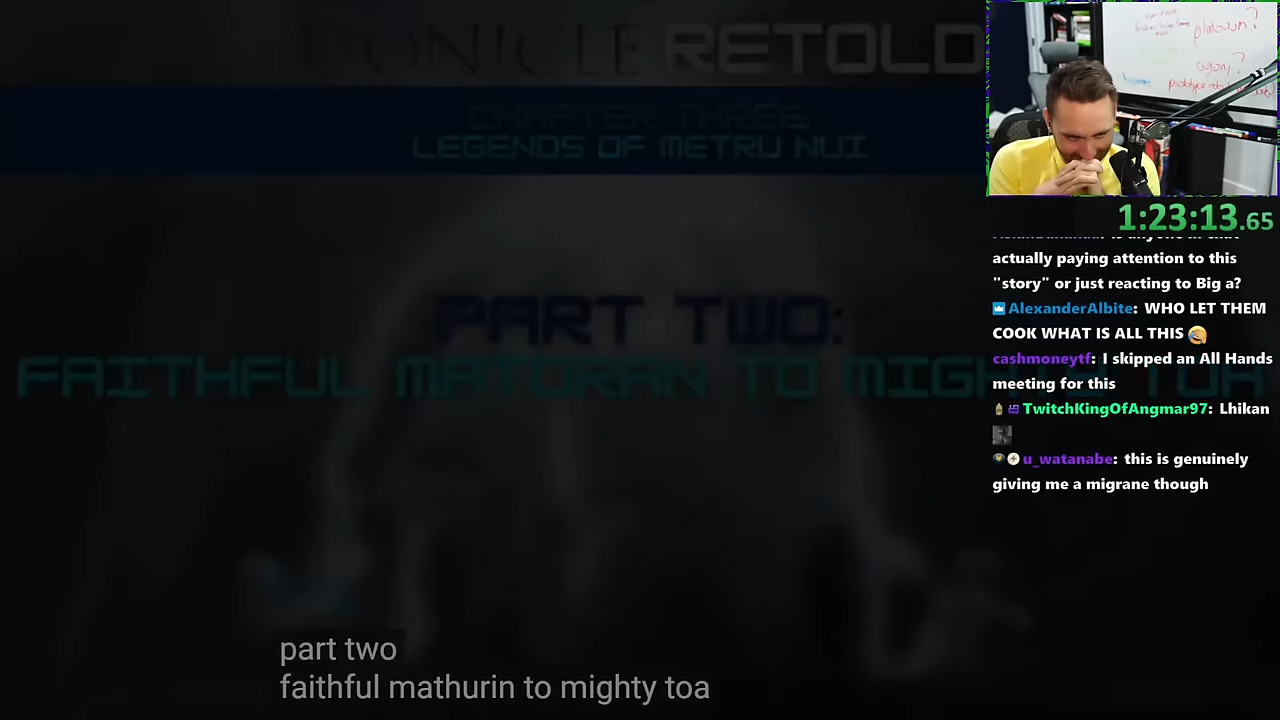 BIONICLE RETOLD
CHAPTER THREE:
LEGENDS OF METRU NUI
PART TWO:
FAITHFUL MATORAN TO MIGHTY TOA
part two
faithful mathurin to mighty toa
platowon?
agory?
1:23:13.65
actually paying attention to this
"story" or just reacting to Big a?
AlexanderAlbite: WHO LET THEM
COOK WHAT IS ALL THIS
cashmoneytf: I skipped an All Hands
meeting for this
TwitchKingOfAngmar97: Lhikan
u_watanabe: this is genuinely
giving me a migrane though